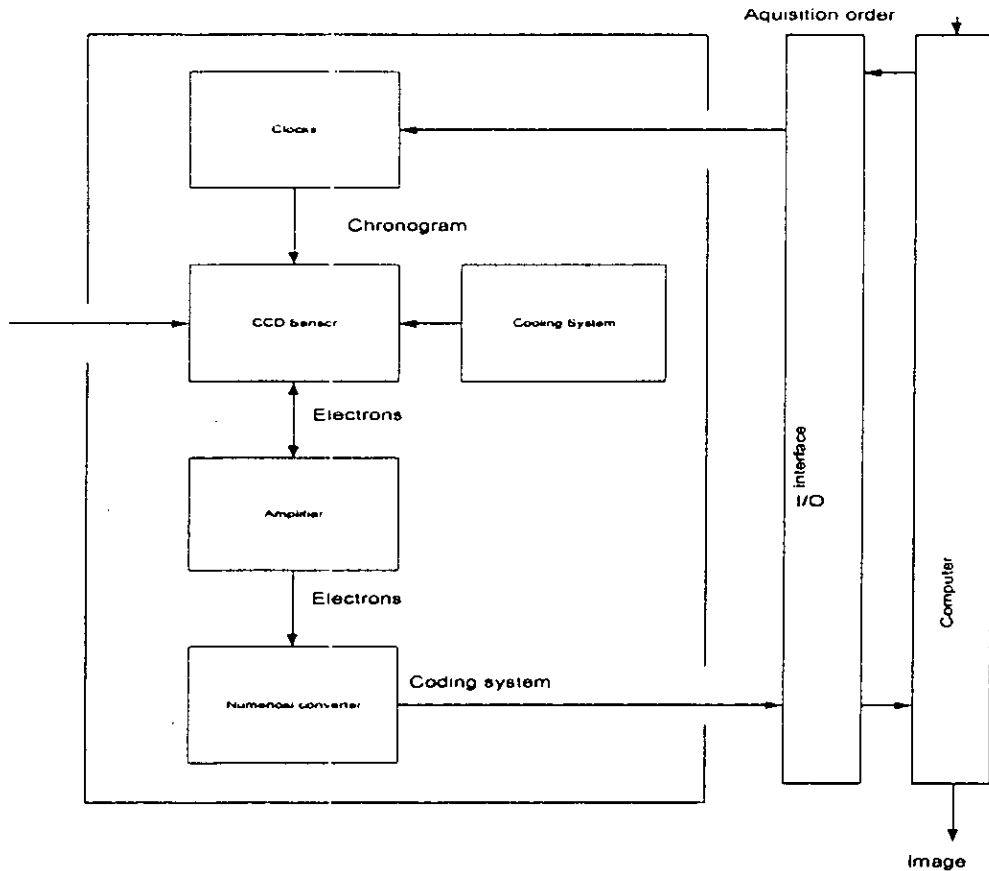 Aquisition order
Clocks
Chronogram
CCD Sensor
Cooling System
Electrons
interface
I/O
Amplifier
Computer
Electrons
Coding system
Numerical converter
Image